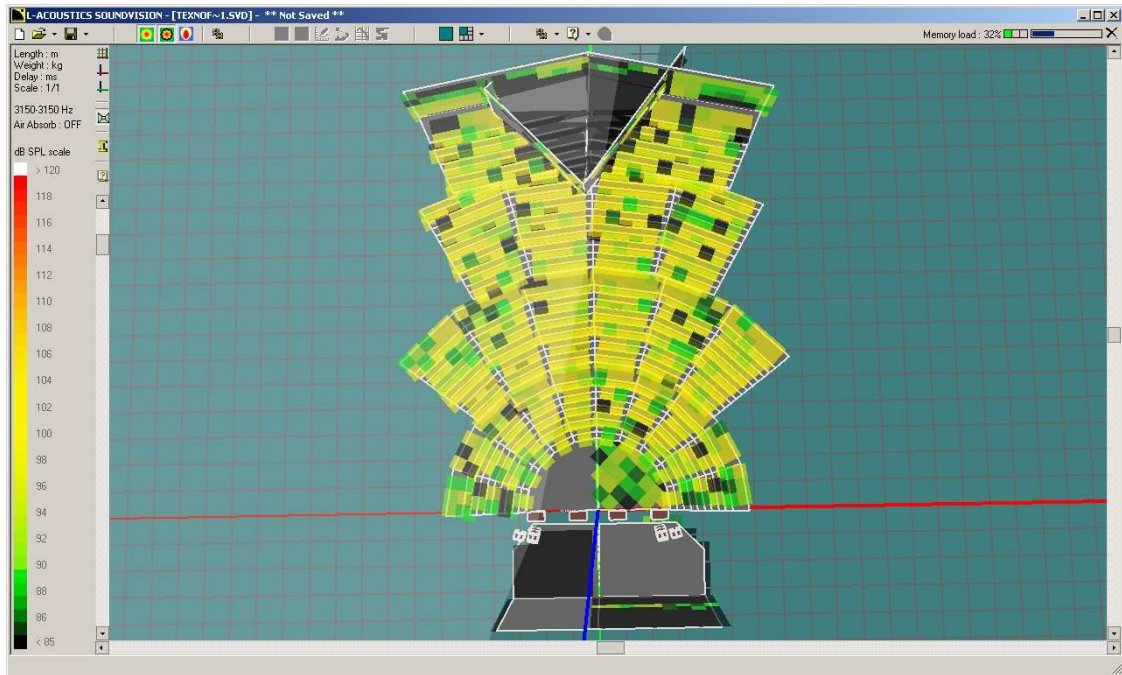 L-ACOUSTICS SOUNDVISION - [TEXNOF~1.SVD] - ** Not Saved **
Memory load : 32%
Length : m
Weight : kg
Delay : ms
Scale : 1/1
3150-3150 Hz
Air Absorb : OFF
dB SPL scale
> 120
118
116
114
112
110
108
106
104
102
100
98
96
94
92
90
88
86
< 85